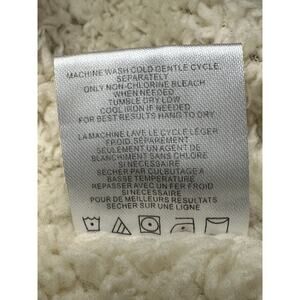 MACHINE WASH COLD GENTLE CYCLE,
SEPARATELY
ONLY NON-CHLORINE BLEACH
WHEN NEEDED
TUMBLE DRY LOW
COOL IRON IF NEEDED
FOR BEST RESULTS HANG TO DRY
LA MACHINE LAVE LE CYCLE LÉGER
FROID SÉPARÉMENT
SEULEMENT UN AGENT DE
BLANCHIMENT SANS CHLORE
SI NECESSAIRE
SECHER PAR CULBUTAGE A
BASSE TEMPERATURE
REPASSER AVEC UN FER FROID
SI NECESSAIRE
POUR DE MEILLEURS RESULTATS
SECHER SUR UNE LIGNE